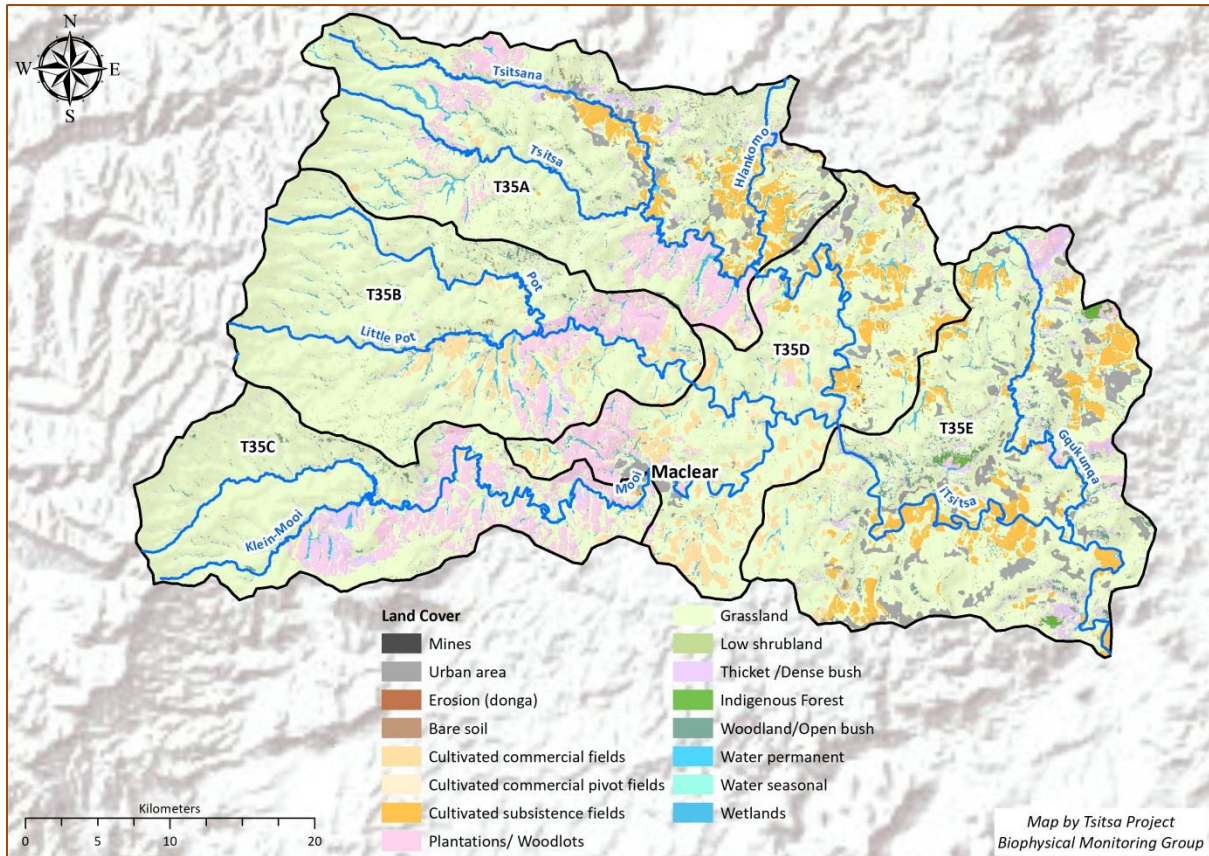 N
W E
S
Tsitsana
Hlankomo
Tsitsa
T35A
Pot
T35B
Little Pot
T35D
T35E
T35C
Gqukunqa
Maclear
Mooi
iTsitsa
Klein-Mooi
Land Cover
Mines
Urban area
Erosion (donga)
Bare soil
Cultivated commercial fields
Cultivated commercial pivot fields
Cultivated subsistence fields
Plantations/ Woodlots
Grassland
Low shrubland
Thicket /Dense bush
Indigenous Forest
Woodland/Open bush
Water permanent
Water seasonal
Wetlands
Kilometers
0 5 10 20
Map by Tsitsa Project
Biophysical Monitoring Group